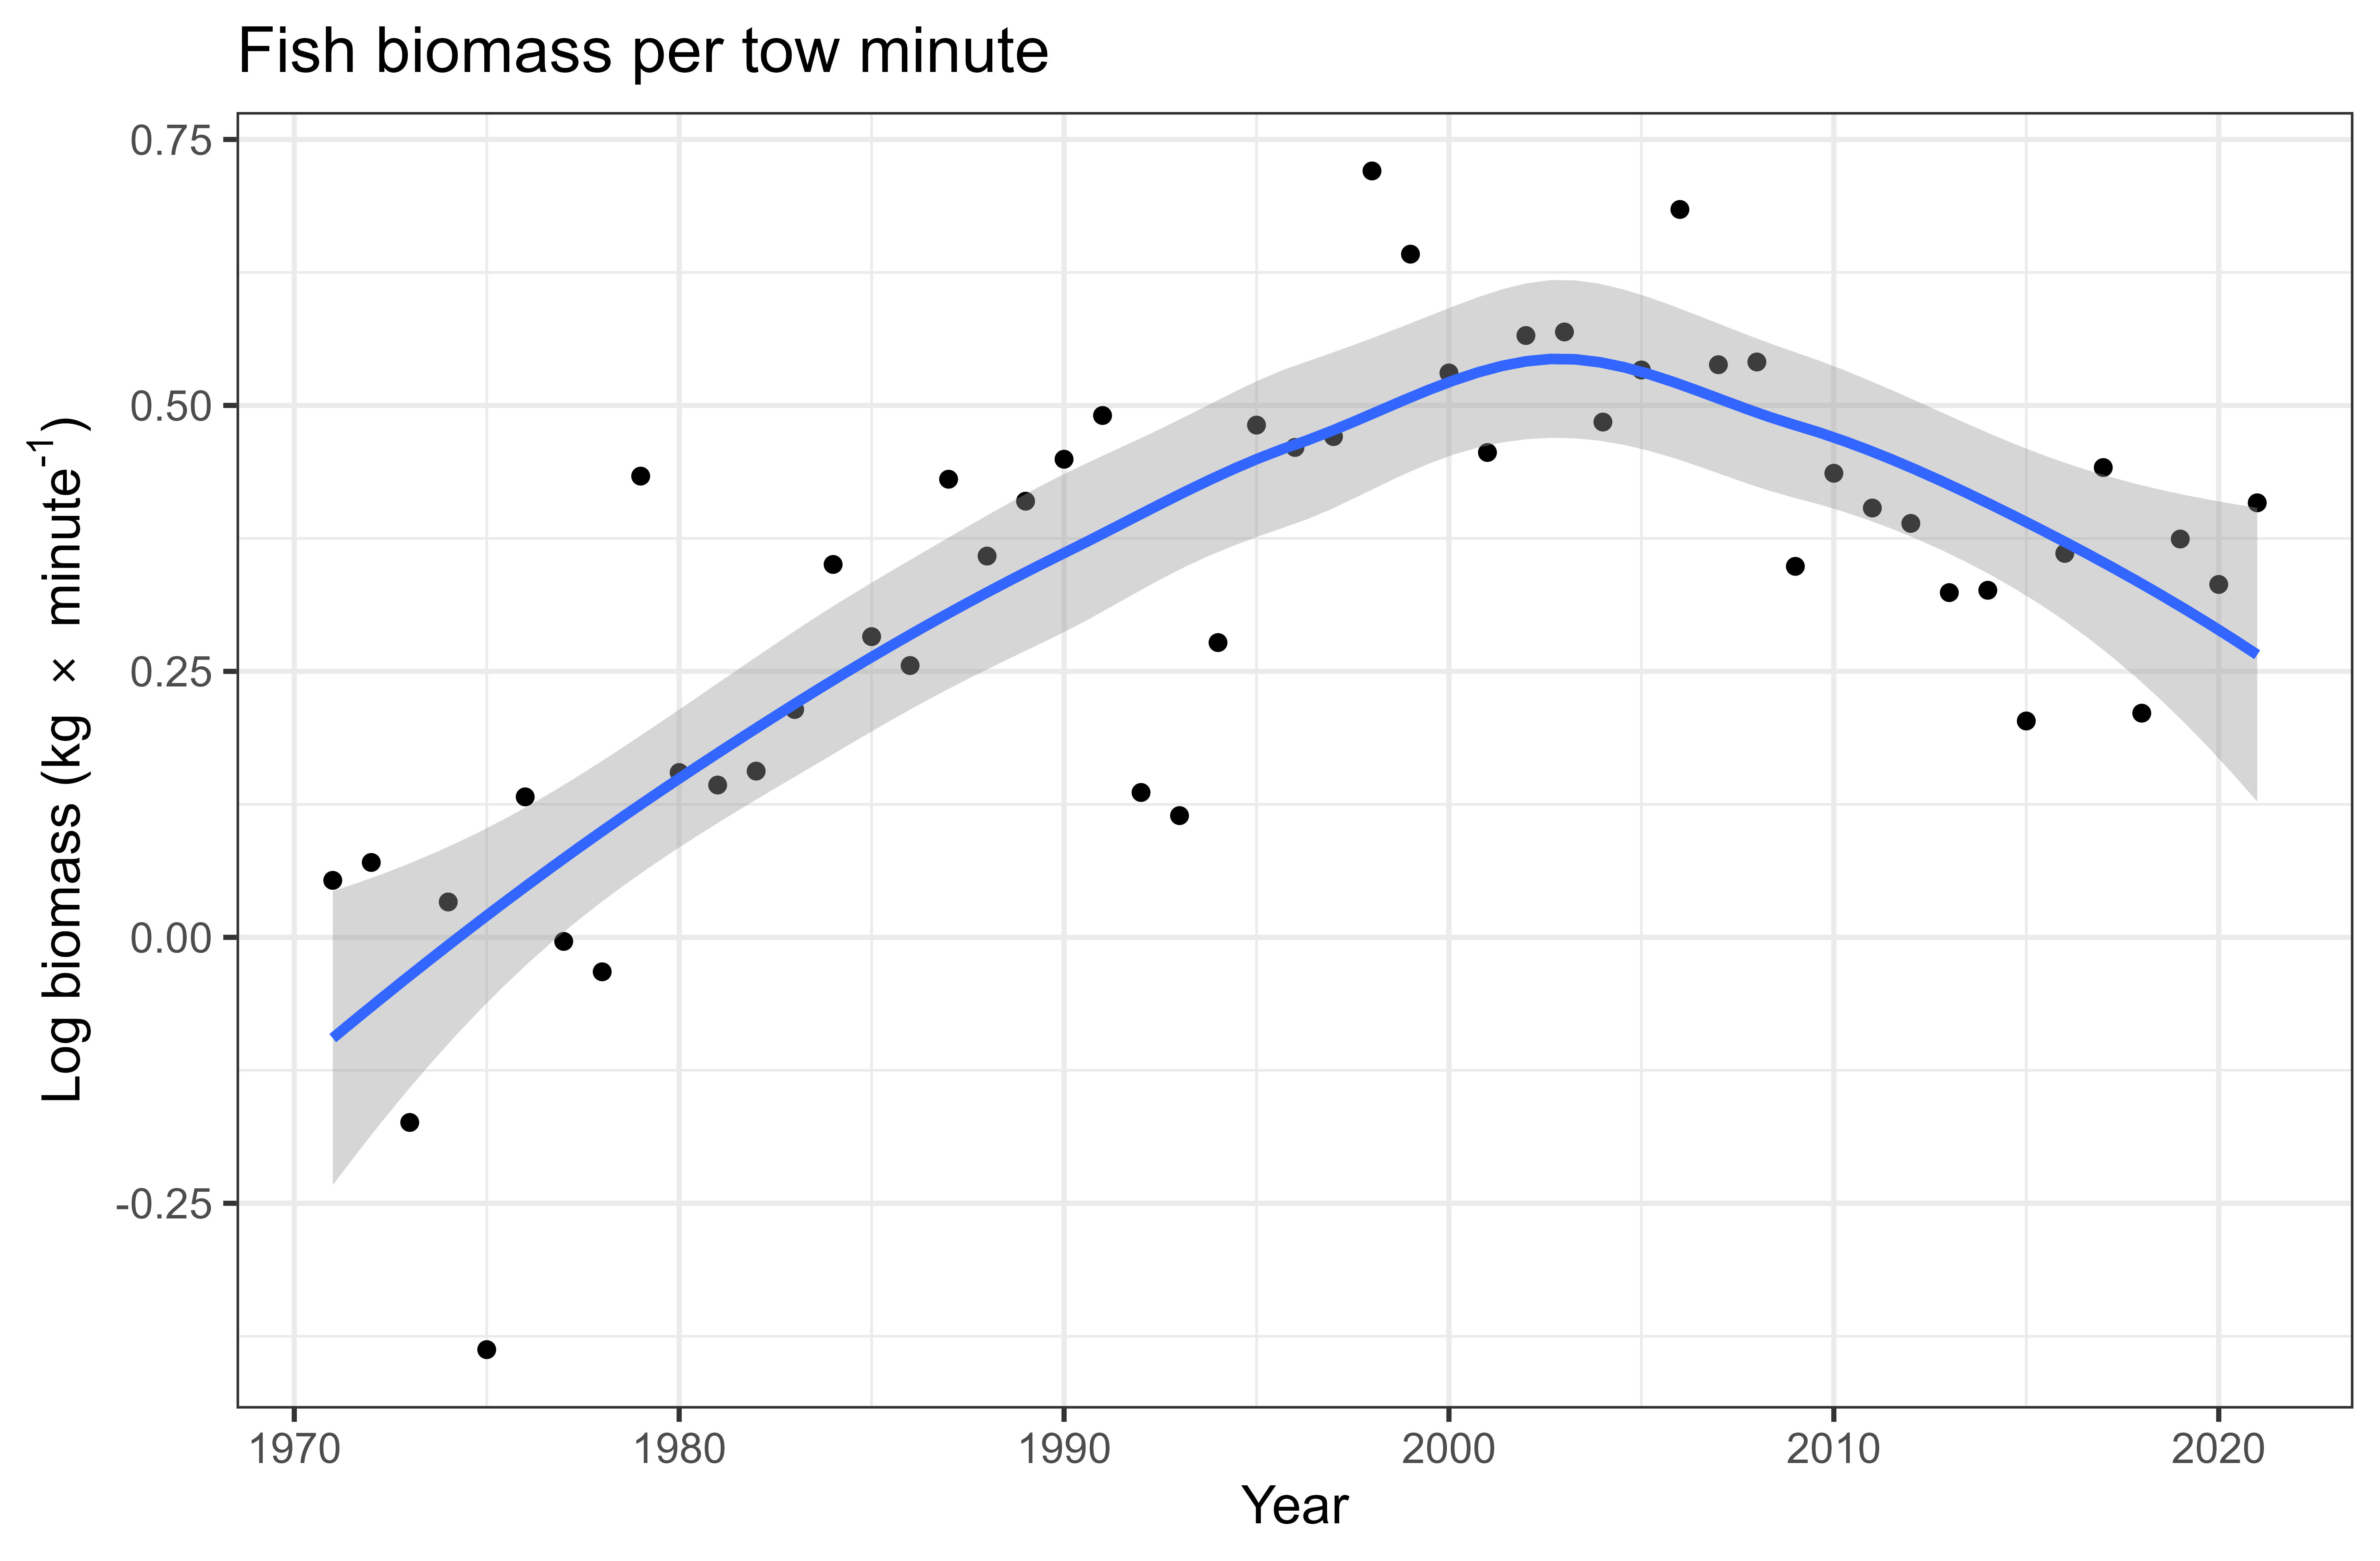 Fish biomass per tow minute
Log biomass (kg × minute⁻¹)
0.75
0.50
0.25
0.00
-0.25
1970 1980 1990 2000 2010 2020
Year